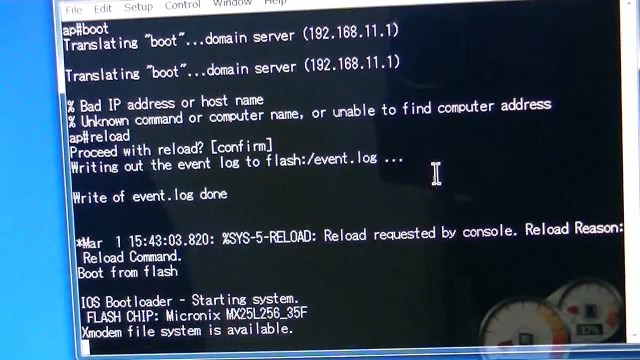 File Edit Setup Control Window Help
ap#boot
Translating "boot"...domain server (192.168.11.1)
Translating "boot"...domain server (192.168.11.1)
% Bad IP address or host name
% Unknown command or computer name, or unable to find computer address
ap#reload
Proceed with reload? [confirm]
Writing out the event log to flash:/event.log ...
Write of event.log done
*Mar 1 15:43:03.820: %SYS-5-RELOAD: Reload requested by console. Reload Reason:
Reload Command.
Boot from flash
IOS Bootloader - Starting system.
FLASH CHIP: Micronix MX25L256_35F
Xmodem file system is available.
37%